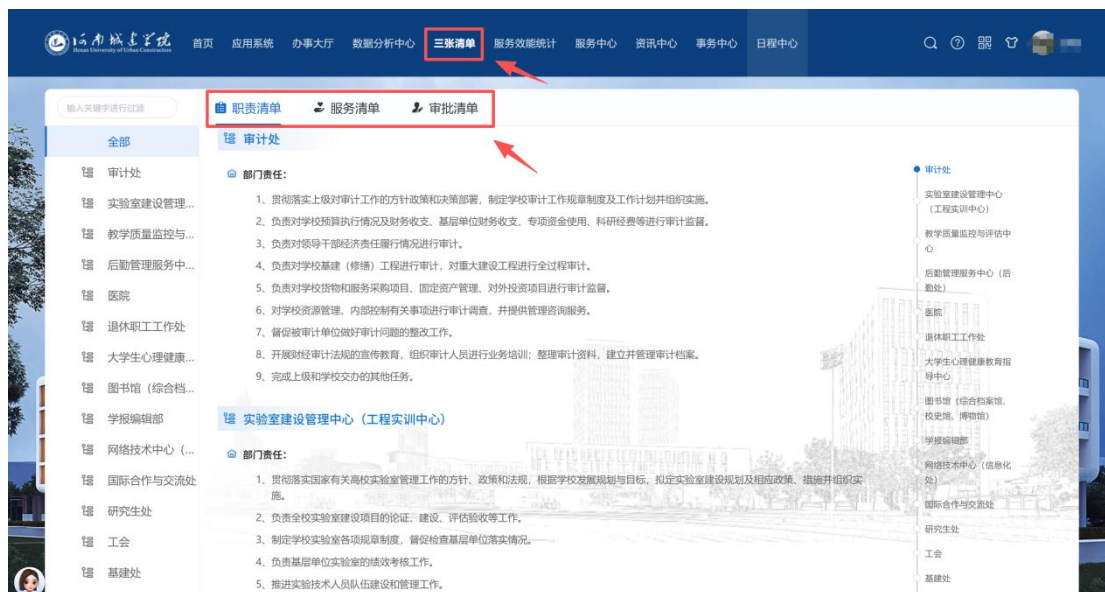 河南城建学院
Henan University of Urban Construction
首页 应用系统 办事大厅 数据分析中心 三张清单 服务效能统计 服务中心 资讯中心 事务中心 日程中心
输入关键字进行过滤
职责清单 服务清单 审批清单
全部
审计处
实验室建设管理...
教学质量监控与...
后勤管理服务中...
医院
退休职工工作处
大学生心理健康...
图书馆（综合档...
学报编辑部
网络技术中心（...
国际合作与交流处
研究生处
工会
基建处
审计处
部门责任：
1、贯彻落实上级对审计工作的方针政策和决策部署，制定学校审计工作规章制度及工作计划并组织实施。
2、负责对学校预算执行情况及财务收支、基层单位财务收支、专项资金使用、科研经费等进行审计监督。
3、负责对领导干部经济责任履行情况进行审计。
4、负责对学校基建（修缮）工程进行审计，对重大建设工程进行全过程审计。
5、负责对学校货物和服务采购项目、固定资产管理、对外投资项目进行审计监督。
6、对学校资源管理、内部控制有关事项进行审计调查，并提供管理咨询服务。
7、督促被审计单位做好审计问题的整改工作。
8、开展财经审计法规的宣传教育，组织审计人员进行业务培训；整理审计资料，建立并管理审计档案。
9、完成上级和学校交办的其他任务。
实验室建设管理中心（工程实训中心）
部门责任：
1、贯彻落实国家有关高校实验室管理工作的方针、政策和法规，根据学校发展规划与目标，拟定实验室建设规划及相应政策、措施并组织实
施。
2、负责全校实验室建设项目的论证、建设、评估验收等工作。
3、制定学校实验室各项规章制度，督促检查基层单位落实情况。
4、负责基层单位实验室的绩效考核工作。
5、推进实验技术人员队伍建设和管理工作。
审计处
实验室建设管理中心
（工程实训中心）
教学质量监控与评估中
心
后勤管理服务中心（后
勤处）
医院
退休职工工作处
大学生心理健康教育指
导中心
图书馆（综合档案馆、
校史馆、博物馆）
学报编辑部
网络技术中心（信息化
处）
国际合作与交流处
研究生处
工会
基建处